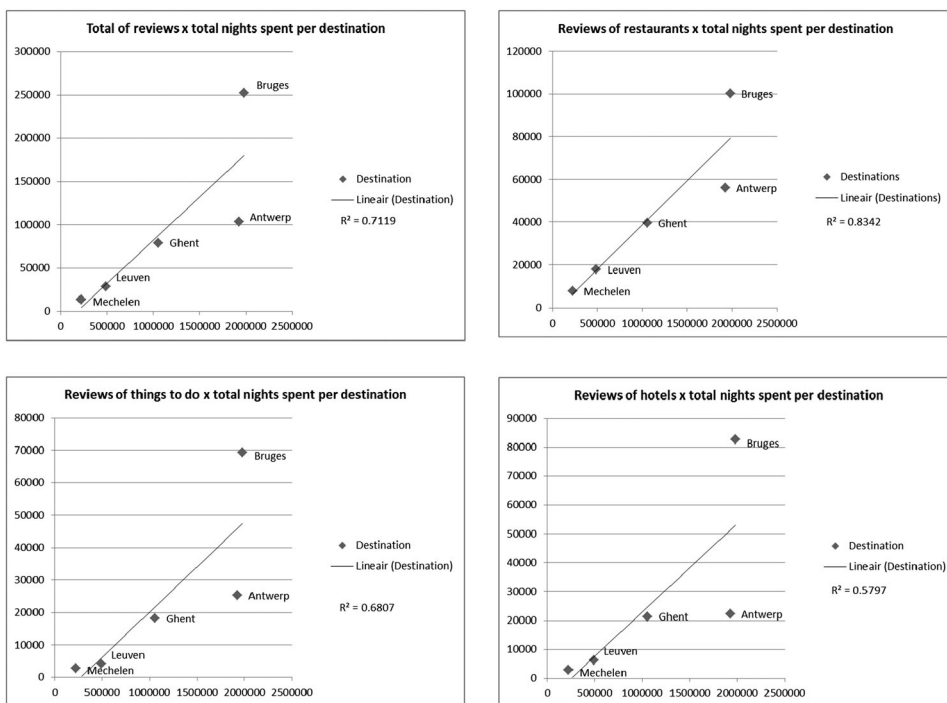 Total of reviews x total nights spent per destination
300000
250000
200000
150000
100000
50000
0
0 500000 1000000 1500000 2000000 2500000
Bruges
Antwerp
Ghent
Leuven
Mechelen
Destination
Lineair (Destination)
R² = 0.7119
Reviews of restaurants x total nights spent per destination
120000
100000
80000
60000
40000
20000
0
0 500000 1000000 1500000 2000000 2500000
Bruges
Antwerp
Ghent
Leuven
Mechelen
Destinations
Lineair (Destinations)
R² = 0.8342
Reviews of things to do x total nights spent per destination
80000
70000
60000
50000
40000
30000
20000
10000
0
0 500000 1000000 1500000 2000000 2500000
Bruges
Antwerp
Ghent
Leuven
Mechelen
Destination
Lineair (Destination)
R² = 0.6807
Reviews of hotels x total nights spent per destination
90000
80000
70000
60000
50000
40000
30000
20000
10000
0
0 500000 1000000 1500000 2000000 2500000
Bruges
Antwerp
Ghent
Leuven
Mechelen
Destination
Lineair (Destination)
R² = 0.5797